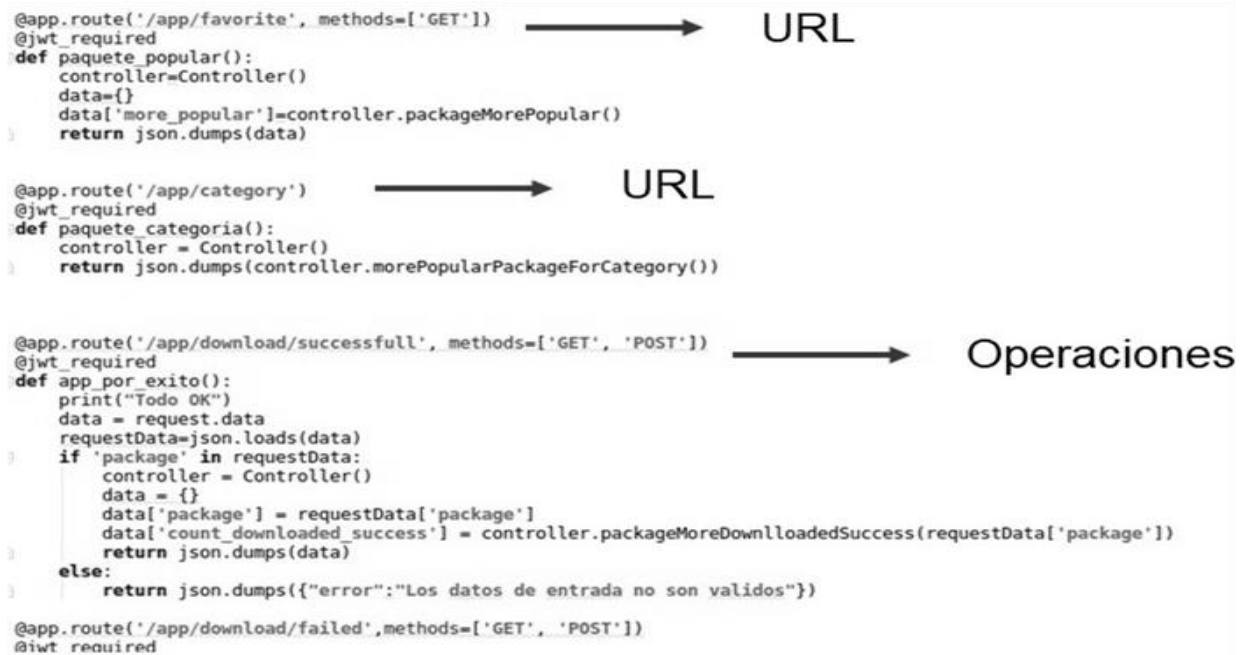 @app.route('/app/favorite', methods=['GET'])
URL
@jwt_required
def paquete_popular():
    controller=Controller()
    data={}
    data['more_popular']=controller.packageMorePopular()
    return json.dumps(data)
@app.route('/app/category')
URL
@jwt_required
def paquete_categoria():
    controller = Controller()
    return json.dumps(controller.morePopularPackageForCategory())
@app.route('/app/download/successfull', methods=['GET', 'POST'])
Operaciones
@jwt_required
def app_por_exito():
    print("Todo OK")
    data = request.data
    requestData=json.loads(data)
    if 'package' in requestData:
        controller = Controller()
        data = {}
        data['package'] = requestData['package']
        data['count_downloaded_success'] = controller.packageMoreDownlloadedSuccess(requestData['package'])
        return json.dumps(data)
    else:
        return json.dumps({"error":"Los datos de entrada no son validos"})
@app.route('/app/download/failed',methods=['GET', 'POST'])
@jwt_required